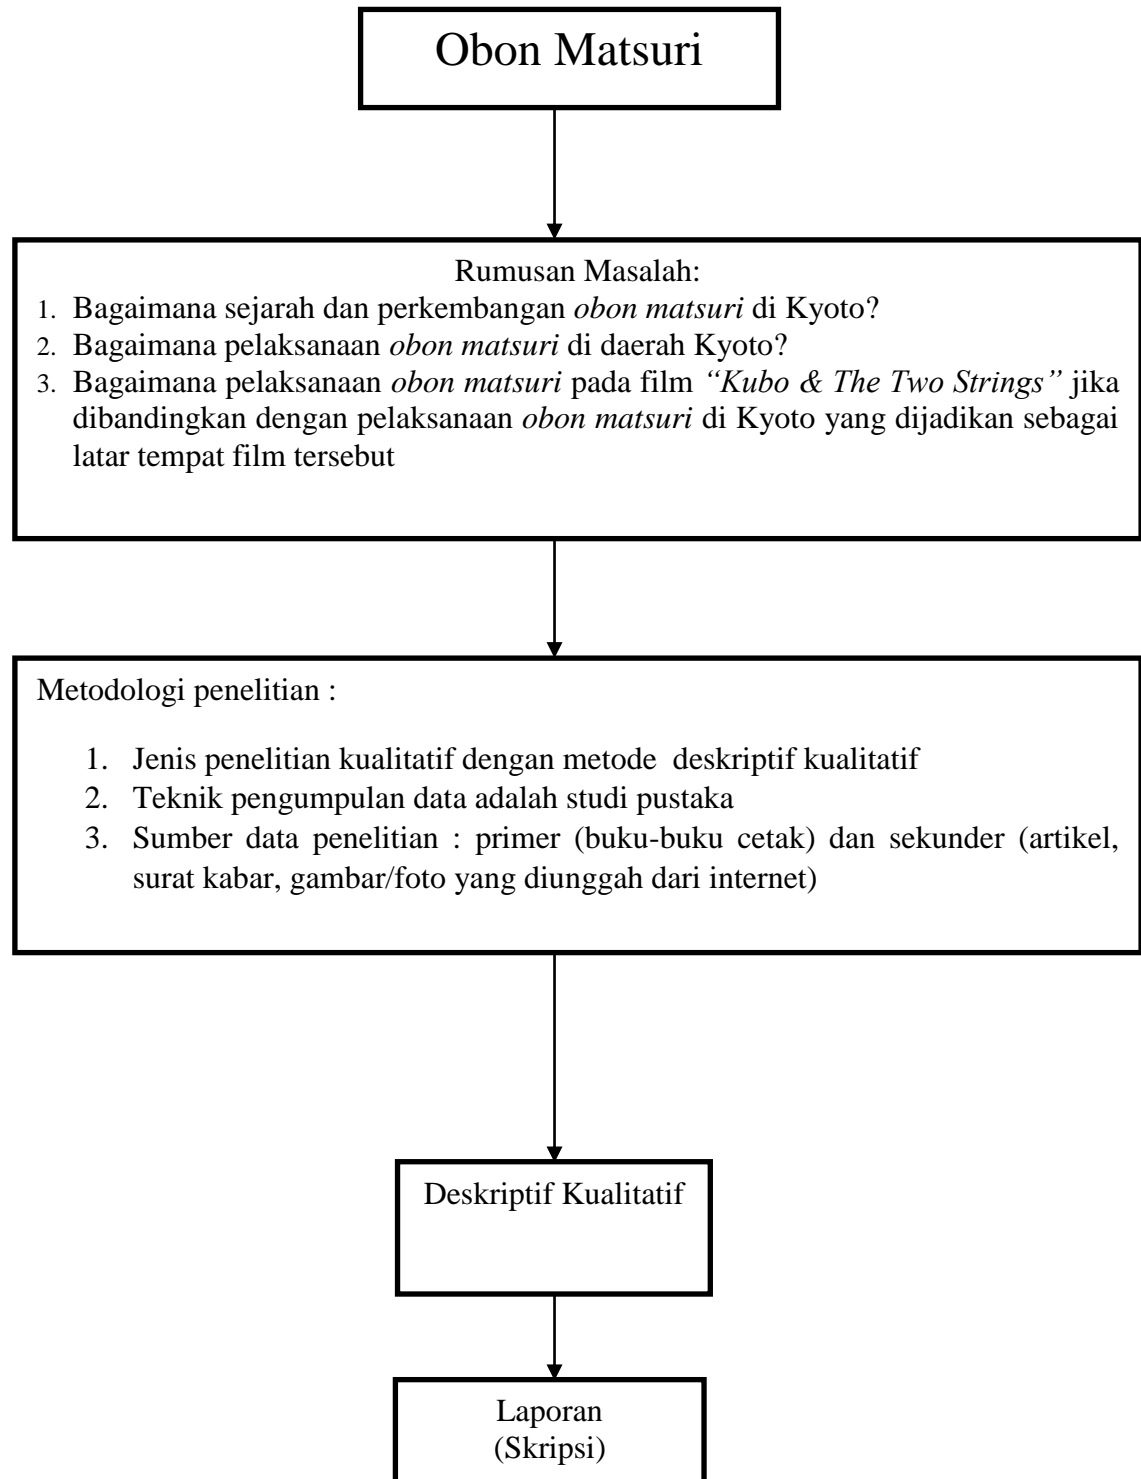 Obon Matsuri
Rumusan Masalah:
1. Bagaimana sejarah dan perkembangan obon matsuri di Kyoto?
2. Bagaimana pelaksanaan obon matsuri di daerah Kyoto?
3. Bagaimana pelaksanaan obon matsuri pada film “Kubo & The Two Strings” jika
dibandingkan dengan pelaksanaan obon matsuri di Kyoto yang dijadikan sebagai
latar tempat film tersebut
Metodologi penelitian :
1. Jenis penelitian kualitatif dengan metode deskriptif kualitatif
2. Teknik pengumpulan data adalah studi pustaka
3. Sumber data penelitian : primer (buku-buku cetak) dan sekunder (artikel,
surat kabar, gambar/foto yang diunggah dari internet)
Deskriptif Kualitatif
Laporan
(Skripsi)